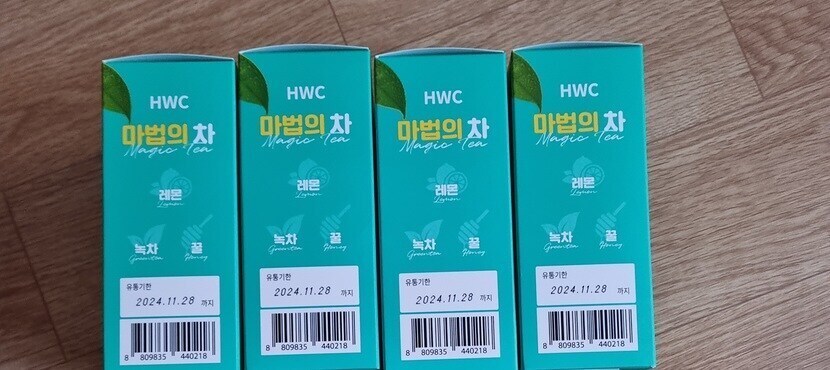 HWC
마법의 차
Magic Tea
레몬
Lemon
녹차
Greentea
꿀
Honey
유통기한
2024.11.28 까지
8 809835 440218
HWC
마법의 차
Magic Tea
레몬
Lemon
녹차
Greentea
꿀
Honey
유통기한
2024.11.28 까지
8 809835 440218
HWC
마법의 차
Magic Tea
레몬
Lemon
녹차
Greentea
꿀
Honey
유통기한
2024.11.28 까지
8 809835 440218
HWC
마법의 차
Magic Tea
레몬
Lemon
녹차
Greentea
꿀
Honey
유통기한
2024.11.28 까지
8 809835 440218